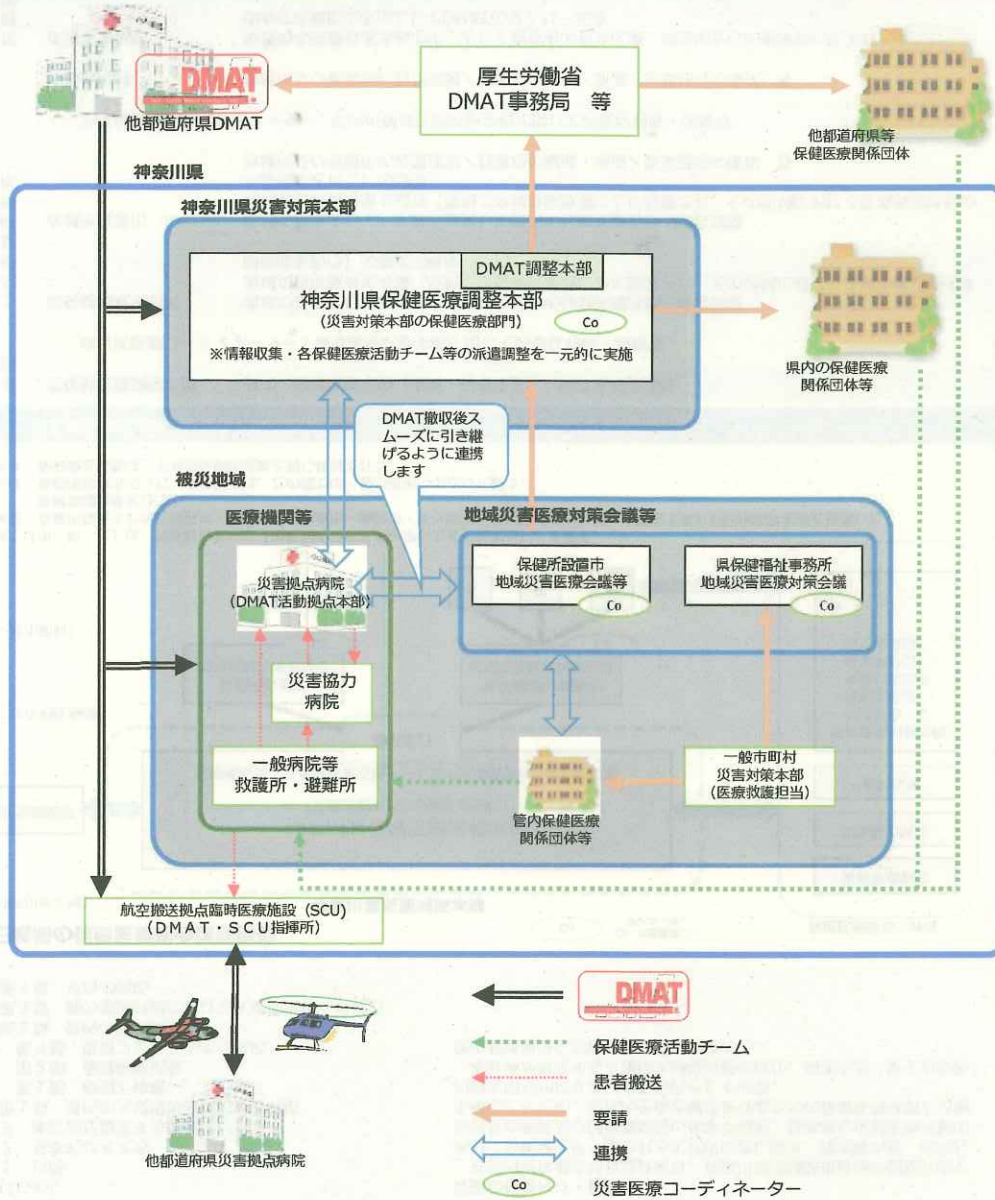 DMAT
他都道府県DMAT
厚生労働省
DMAT事務局　等
他都道府県等
保健医療関係団体
神奈川県
神奈川県災害対策本部
DMAT調整本部
神奈川県保健医療調整本部
(災害対策本部の保健医療部門)
Co
※情報収集・各保健医療活動チーム等の派遣調整を一元的に実施
県内の保健医療
関係団体等
DMAT撤収後ス
ムーズに引き継
げるように連携
します
被災地域
医療機関等
地域災害医療対策会議等
災害拠点病院
(DMAT活動拠点本部)
保健所設置市
地域災害医療会議等
Co
県保健福祉事務所
地域災害医療対策会議
Co
災害協力
病院
一般病院等
救護所・避難所
管内保健医療
関係団体等
一般市町村
災害対策本部
(医療救護担当)
航空搬送拠点臨時医療施設（SCU）
（DMAT・SCU指揮所）
他都道府県災害拠点病院
DMAT
保健医療活動チーム
患者搬送
要請
連携
Co
災害医療コーディネーター